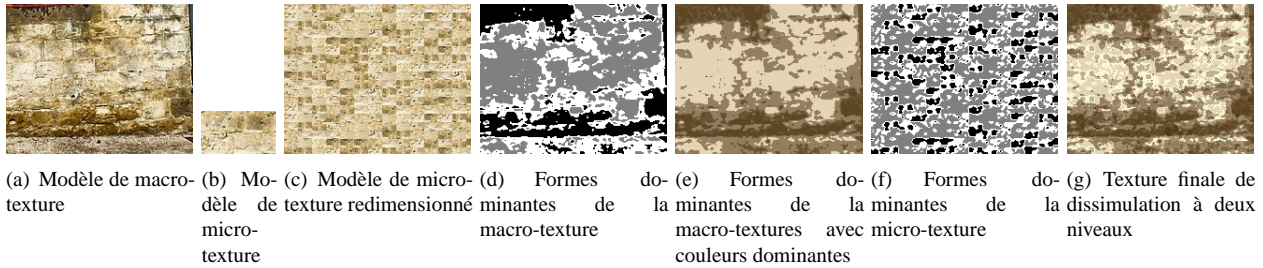 (a) Modèle de macro-
texture
(b) Mo-
dèle de
micro-
texture
(c) Modèle de micro-
texture redimensionné
(d) Formes do-
minantes de la
macro-texture
(e) Formes do-
minantes de la
macro-textures avec
couleurs dominantes
(f) Formes do-
minantes de la
micro-texture
(g) Texture finale de
dissimulation à deux
niveaux